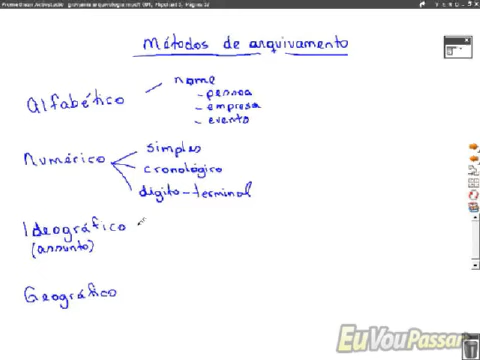 Métodos de arquivamento
Alfabético
nome
- pessoa
- empresa
- evento
Numérico
simples
cronológico
dígito-terminal
Ideográfico
(assunto)
Geográfico
EuVouPassar